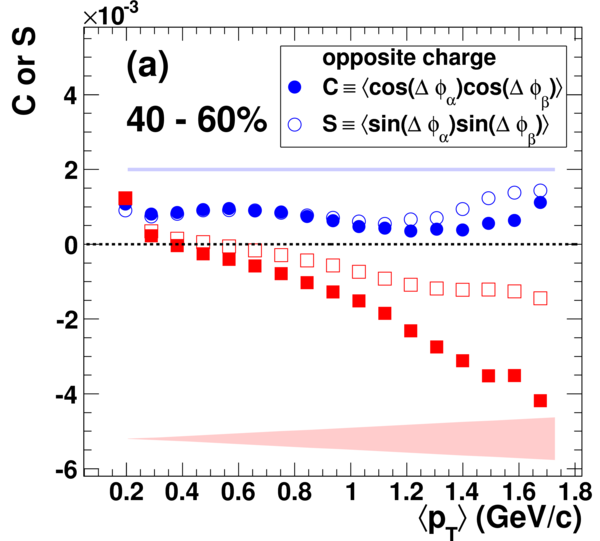 ×10⁻³
C or S
(a)
40 - 60%
opposite charge
C ≡ ⟨cos(Δ ϕ_α)cos(Δ ϕ_β)⟩
S ≡ ⟨sin(Δ ϕ_α)sin(Δ ϕ_β)⟩
4
2
0
-2
-4
-6
0.2 0.4 0.6 0.8 1 1.2 1.4 1.6 1.8
⟨p_T⟩ (GeV/c)